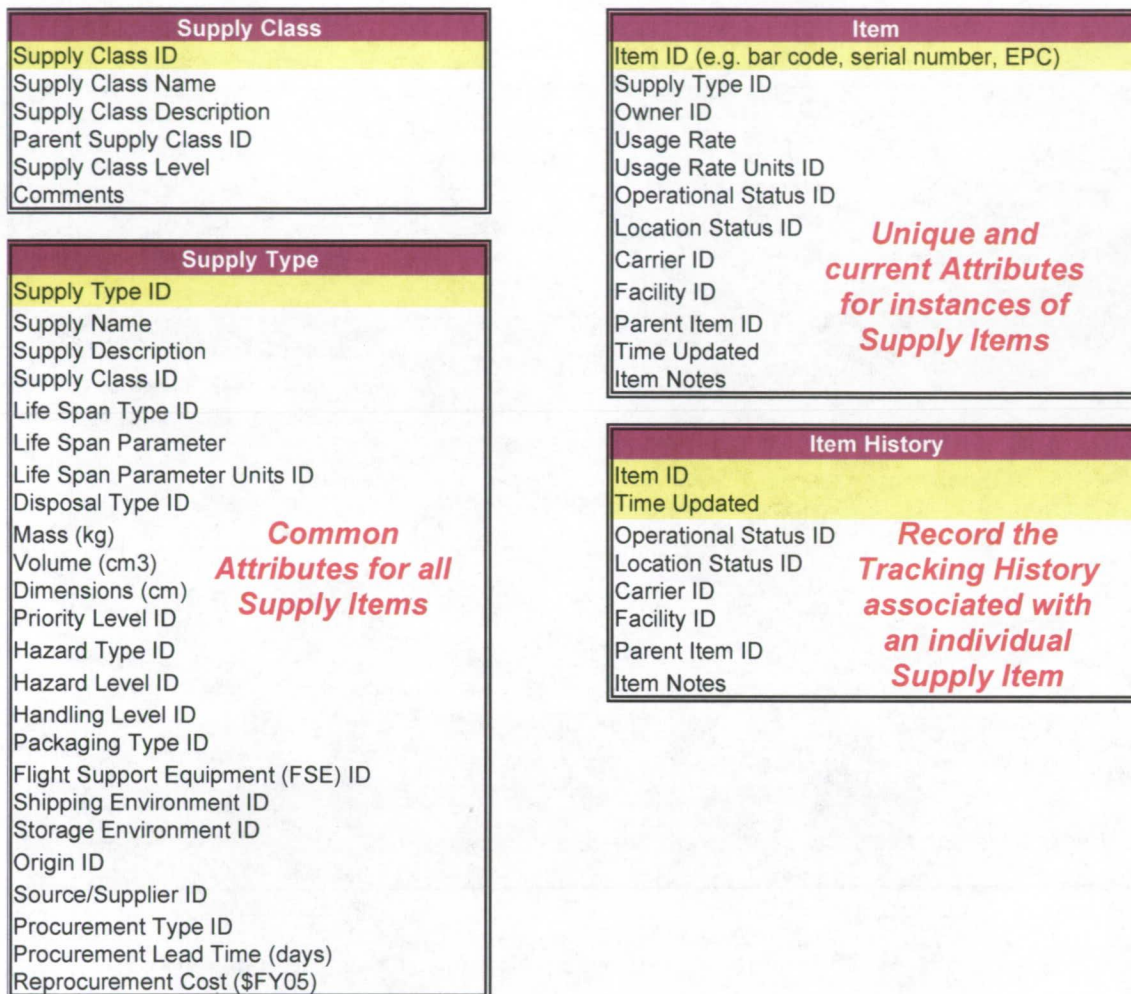 Supply Class
Supply Class ID
Supply Class Name
Supply Class Description
Parent Supply Class ID
Supply Class Level
Comments
Supply Type
Supply Type ID
Supply Name
Supply Description
Supply Class ID
Life Span Type ID
Life Span Parameter
Life Span Parameter Units ID
Disposal Type ID
Mass (kg)
Volume (cm3)
Dimensions (cm)
Priority Level ID
Hazard Type ID
Hazard Level ID
Handling Level ID
Packaging Type ID
Flight Support Equipment (FSE) ID
Shipping Environment ID
Storage Environment ID
Origin ID
Source/Supplier ID
Procurement Type ID
Procurement Lead Time (days)
Reprocurement Cost ($FY05)
Common
Attributes for all
Supply Items
Item
Item ID (e.g. bar code, serial number, EPC)
Supply Type ID
Owner ID
Usage Rate
Usage Rate Units ID
Operational Status ID
Location Status ID
Carrier ID
Facility ID
Parent Item ID
Time Updated
Item Notes
Unique and
current Attributes
for instances of
Supply Items
Item History
Item ID
Time Updated
Operational Status ID
Location Status ID
Carrier ID
Facility ID
Parent Item ID
Item Notes
Record the
Tracking History
associated with
an individual
Supply Item